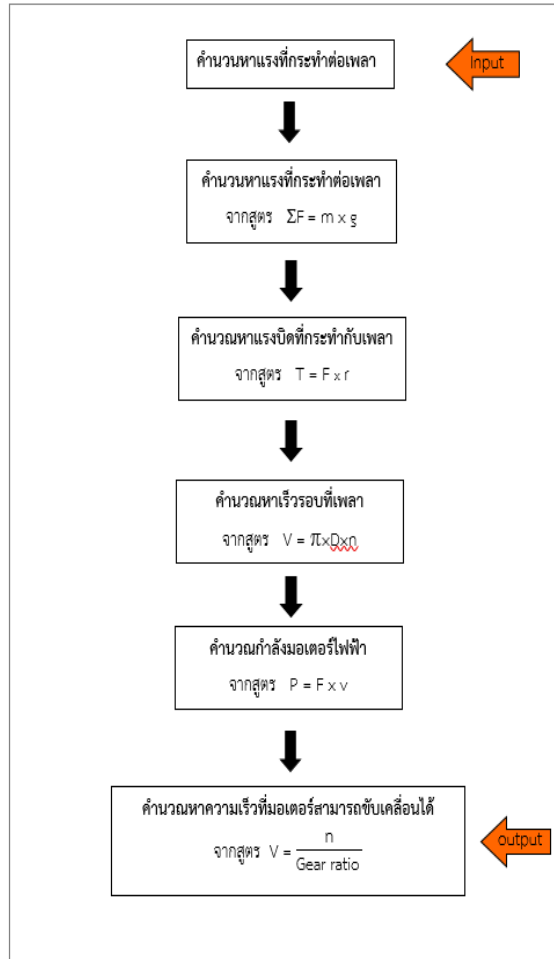 คำนวนหาแรงที่กระทำต่อเพลา
Input
คำนวนหาแรงที่กระทำต่อเพลา
จากสูตร ΣF = m x g
คำนวณหาแรงบิดที่กระทำกับเพลา
จากสูตร T = F x r
คำนวณหาเร็วรอบที่เพลา
จากสูตร V = πxDxn
คำนวณกำลังมอเตอร์ไฟฟ้า
จากสูตร P = F x v
คำนวณหาความเร็วที่มอเตอร์สามารถขับเคลื่อนได้
จากสูตร V = n / Gear ratio
output